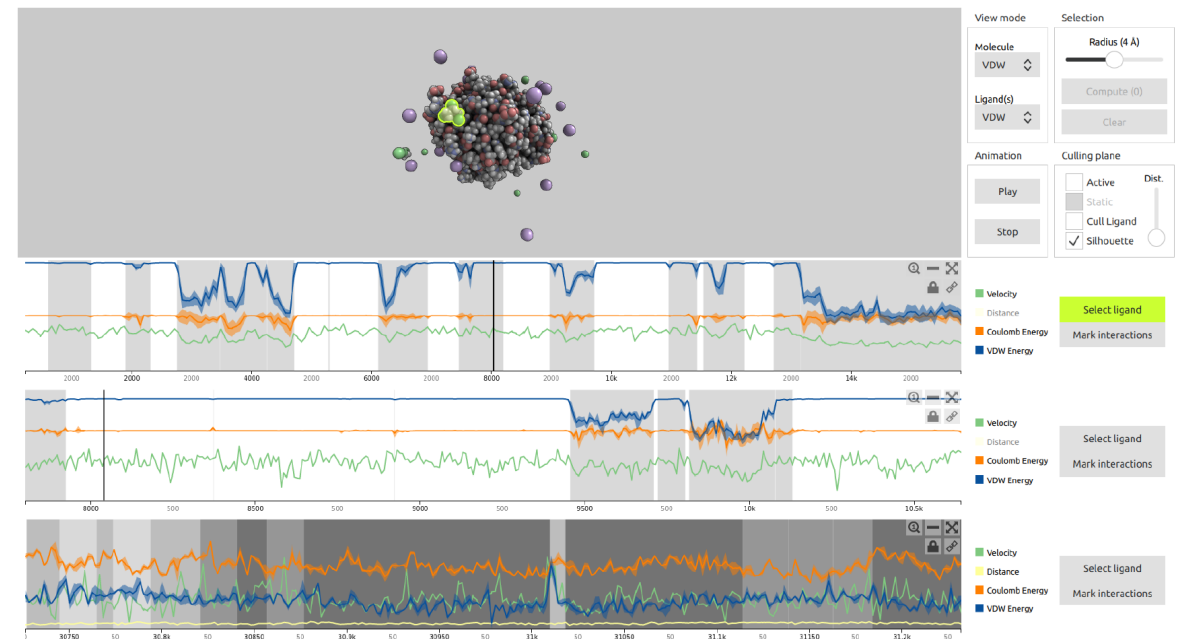 View mode
Selection
Molecule
VDW
Ligand(s)
VDW
Radius (4 Å)
Compute (0)
Clear
Animation
Culling plane
Play
Stop
Active
Static
Cull Ligand
Silhouette
Dist.
Velocity
Distance
Coulomb Energy
VDW Energy
Select ligand
Mark interactions
2000 2000 2000 4000 2000 6000 2000 8000 2000 10k 2000 12k 2000 14k 2000
Velocity
Distance
Coulomb Energy
VDW Energy
Select ligand
Mark interactions
8000 500 8500 500 9000 500 9500 500 10k 500 10.5k
Velocity
Distance
Coulomb Energy
VDW Energy
Select ligand
Mark interactions
30750 50 30.8k 50 30850 50 30.9k 50 30950 50 31k 50 31050 50 31.1k 50 31150 50 31.2k 50